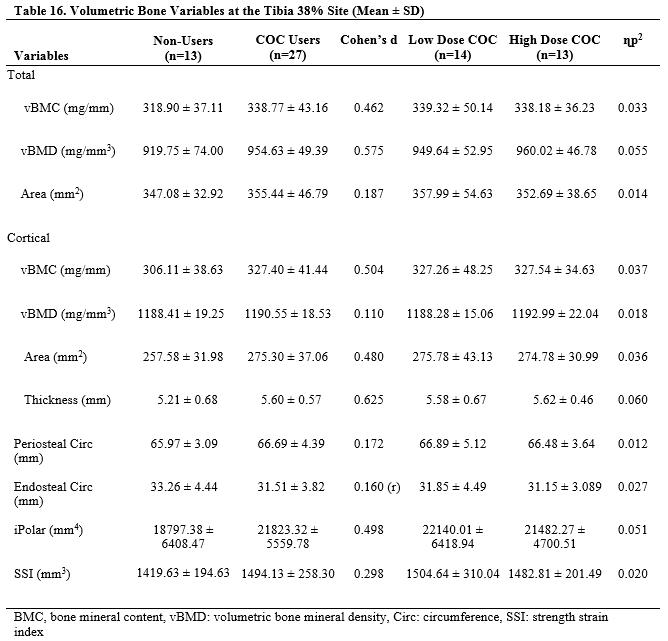 Table 16. Volumetric Bone Variables at the Tibia 38% Site (Mean ± SD)
Variables Non-Users (n=13) COC Users (n=27) Cohen's d Low Dose COC (n=14) High Dose COC (n=13) ηp²
Total
vBMC (mg/mm) 318.90 ± 37.11 338.77 ± 43.16 0.462 339.32 ± 50.14 338.18 ± 36.23 0.033
vBMD (mg/mm³) 919.75 ± 74.00 954.63 ± 49.39 0.575 949.64 ± 52.95 960.02 ± 46.78 0.055
Area (mm²) 347.08 ± 32.92 355.44 ± 46.79 0.187 357.99 ± 54.63 352.69 ± 38.65 0.014
Cortical
vBMC (mg/mm) 306.11 ± 38.63 327.40 ± 41.44 0.504 327.26 ± 48.25 327.54 ± 34.63 0.037
vBMD (mg/mm³) 1188.41 ± 19.25 1190.55 ± 18.53 0.110 1188.28 ± 15.06 1192.99 ± 22.04 0.018
Area (mm²) 257.58 ± 31.98 275.30 ± 37.06 0.480 275.78 ± 43.13 274.78 ± 30.99 0.036
Thickness (mm) 5.21 ± 0.68 5.60 ± 0.57 0.625 5.58 ± 0.67 5.62 ± 0.46 0.060
Periosteal Circ (mm) 65.97 ± 3.09 66.69 ± 4.39 0.172 66.89 ± 5.12 66.48 ± 3.64 0.012
Endosteal Circ (mm) 33.26 ± 4.44 31.51 ± 3.82 0.160 (r) 31.85 ± 4.49 31.15 ± 3.089 0.027
iPolar (mm⁴) 18797.38 ± 6408.47 21823.32 ± 5559.78 0.498 22140.01 ± 6418.94 21482.27 ± 4700.51 0.051
SSI (mm³) 1419.63 ± 194.63 1494.13 ± 258.30 0.298 1504.64 ± 310.04 1482.81 ± 201.49 0.020
BMC, bone mineral content, vBMD: volumetric bone mineral density, Circ: circumference, SSI: strength strain
index